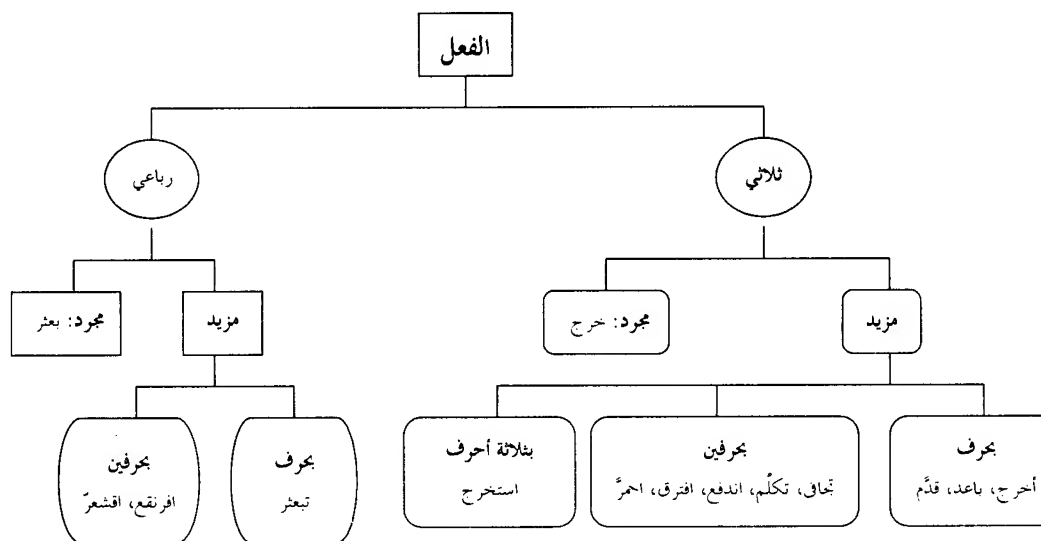 الفعل
ثلاثي
رباعي
مزيد
مجرد: خرج
مزيد
مجرد: بعثر
بحرف
أخرج، باعد، قدَّم
بحرفين
تجافى، تكلَّم، اندفع، افترق، احمرَّ
بثلاثة أحرف
استخرج
بحرف
تبعثر
بحرفين
افرنقع، اقشعرّ